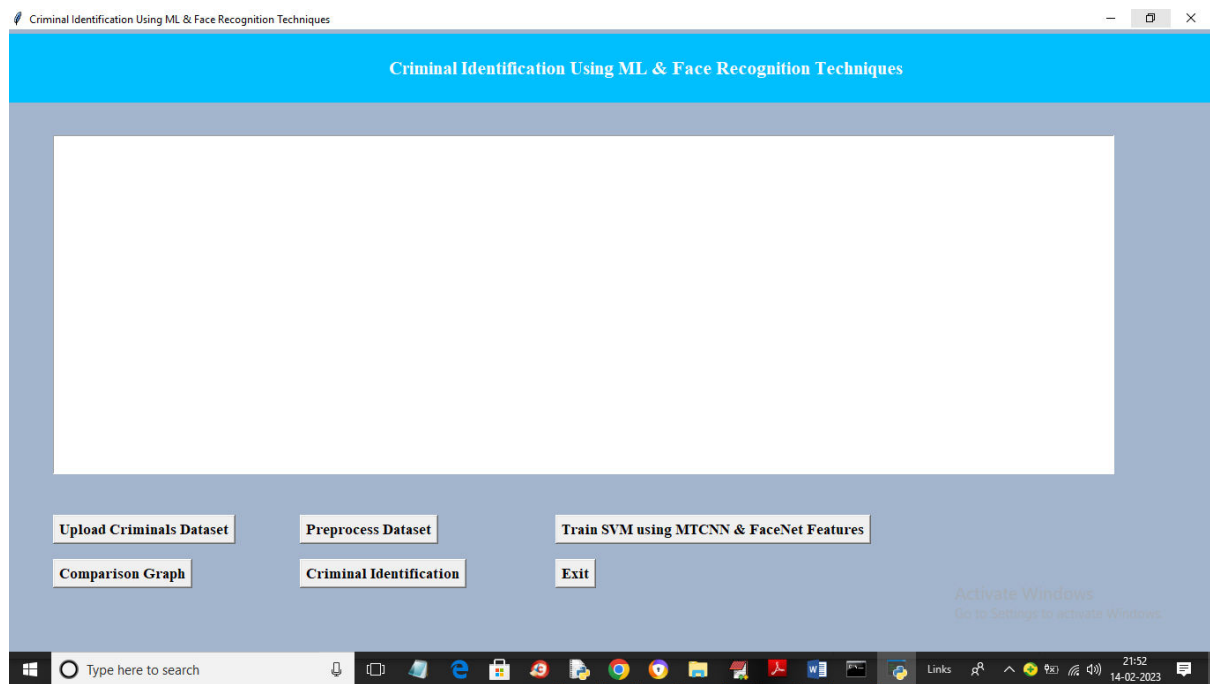 Criminal Identification Using ML & Face Recognition Techniques
Criminal Identification Using ML & Face Recognition Techniques
Upload Criminals Dataset Preprocess Dataset Train SVM using MTCNN & FaceNet Features
Comparison Graph Criminal Identification Exit
Activate Windows
Go to Settings to activate Windows.
Type here to search Links 21:52
14-02-2023